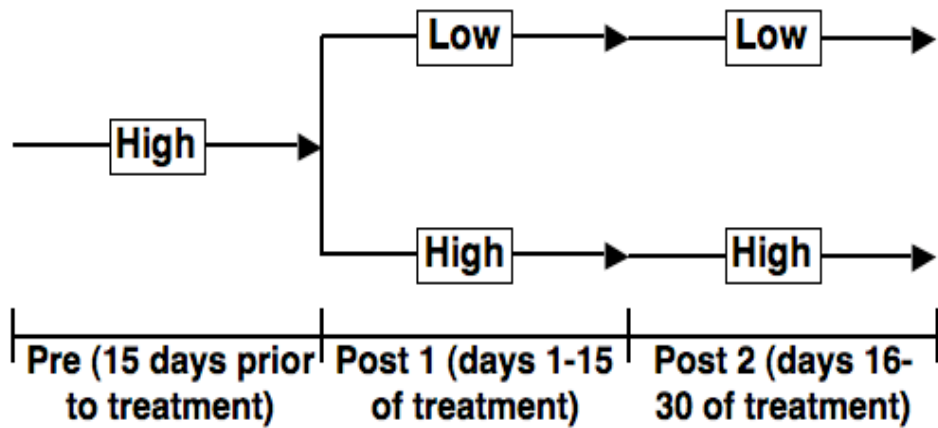 Low
Low
High
High
High
Pre (15 days prior
to treatment)
Post 1 (days 1-15
of treatment)
Post 2 (days 16-
30 of treatment)